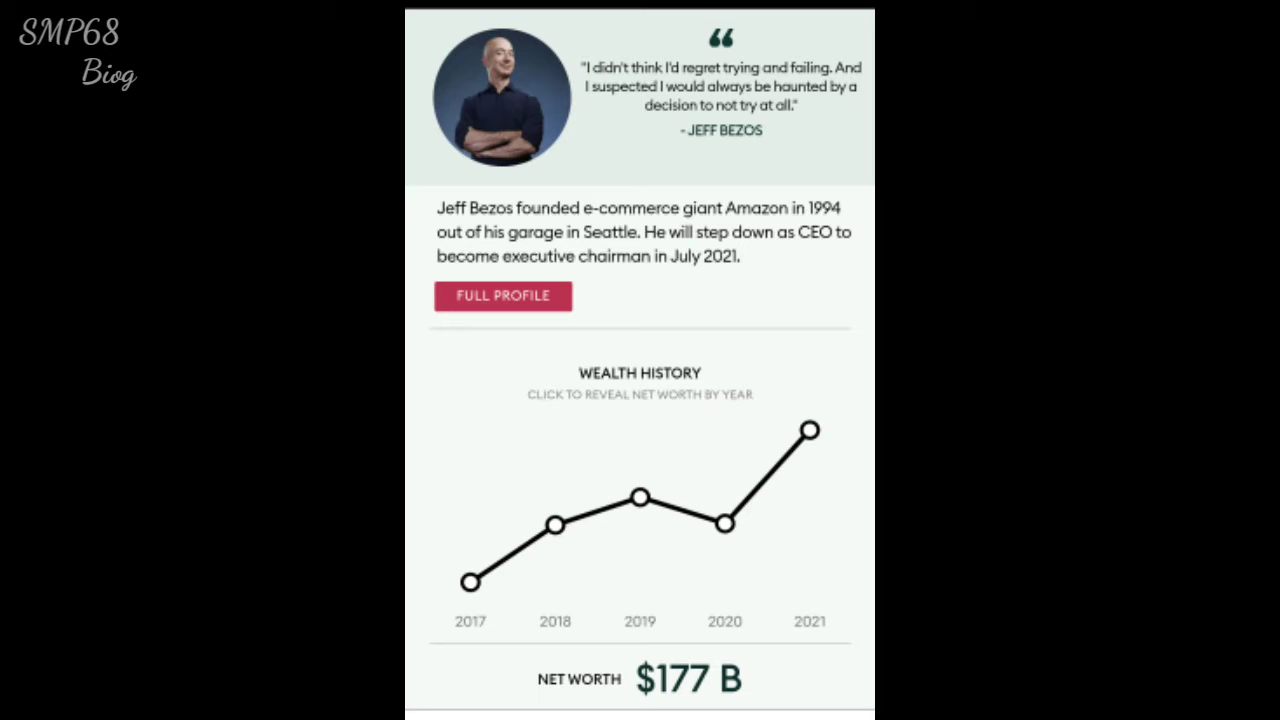 SMP68
Biog
“
"I didn't think I'd regret trying and failing. And
I suspected I would always be haunted by a
decision to not try at all."
- JEFF BEZOS
Jeff Bezos founded e-commerce giant Amazon in 1994
out of his garage in Seattle. He will step down as CEO to
become executive chairman in July 2021.
FULL PROFILE
WEALTH HISTORY
CLICK TO REVEAL NET WORTH BY YEAR
2017 2018 2019 2020 2021
NET WORTH $177 B